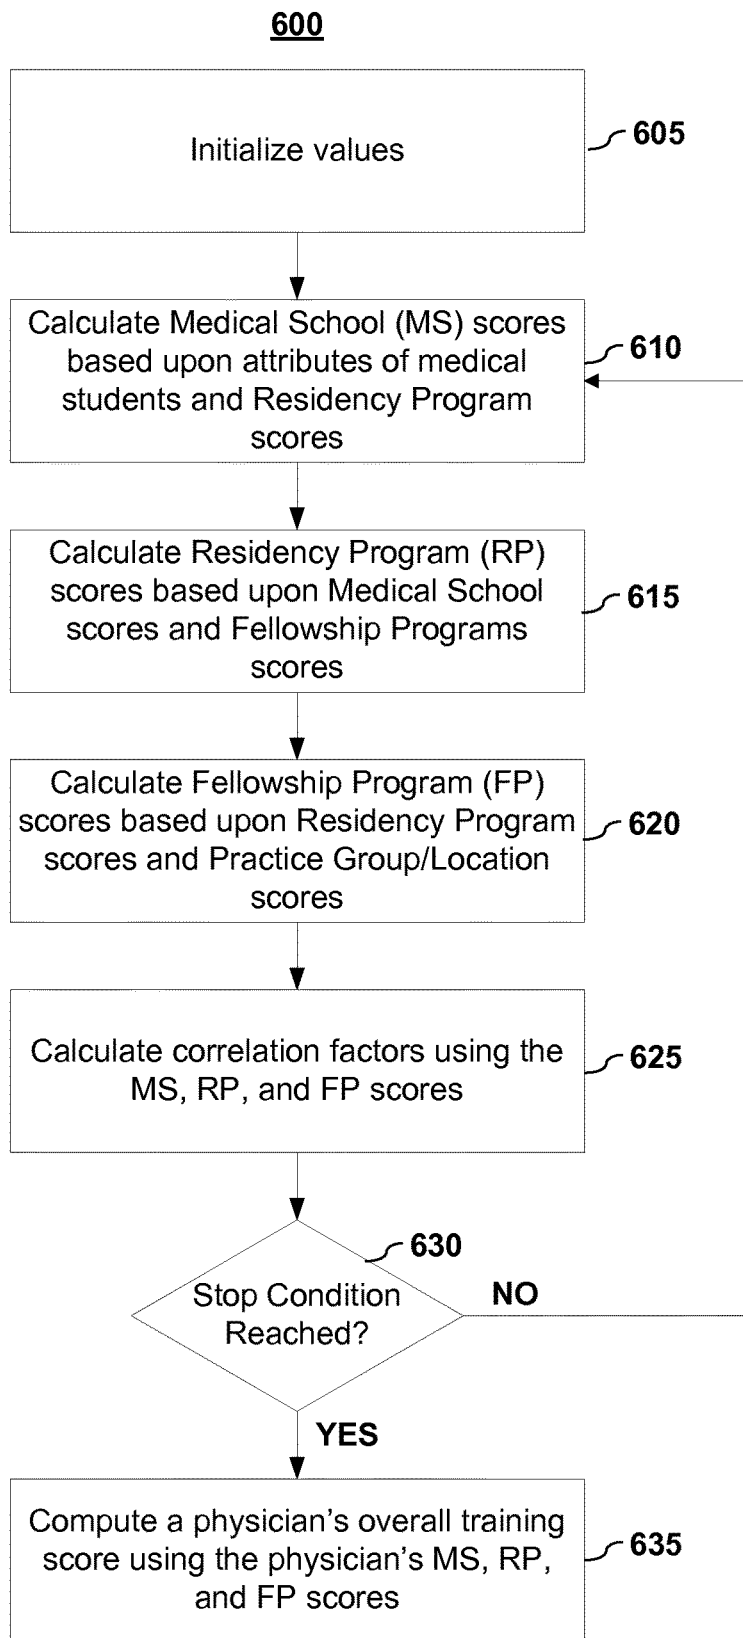 600
Initialize values
605
Calculate Medical School (MS) scores
based upon attributes of medical
students and Residency Program
scores
610
Calculate Residency Program (RP)
scores based upon Medical School
scores and Fellowship Programs
scores
615
Calculate Fellowship Program (FP)
scores based upon Residency Program
scores and Practice Group/Location
scores
620
Calculate correlation factors using the
MS, RP, and FP scores
625
630
Stop Condition
Reached?
NO
YES
Compute a physician's overall training
score using the physician's MS, RP,
and FP scores
635